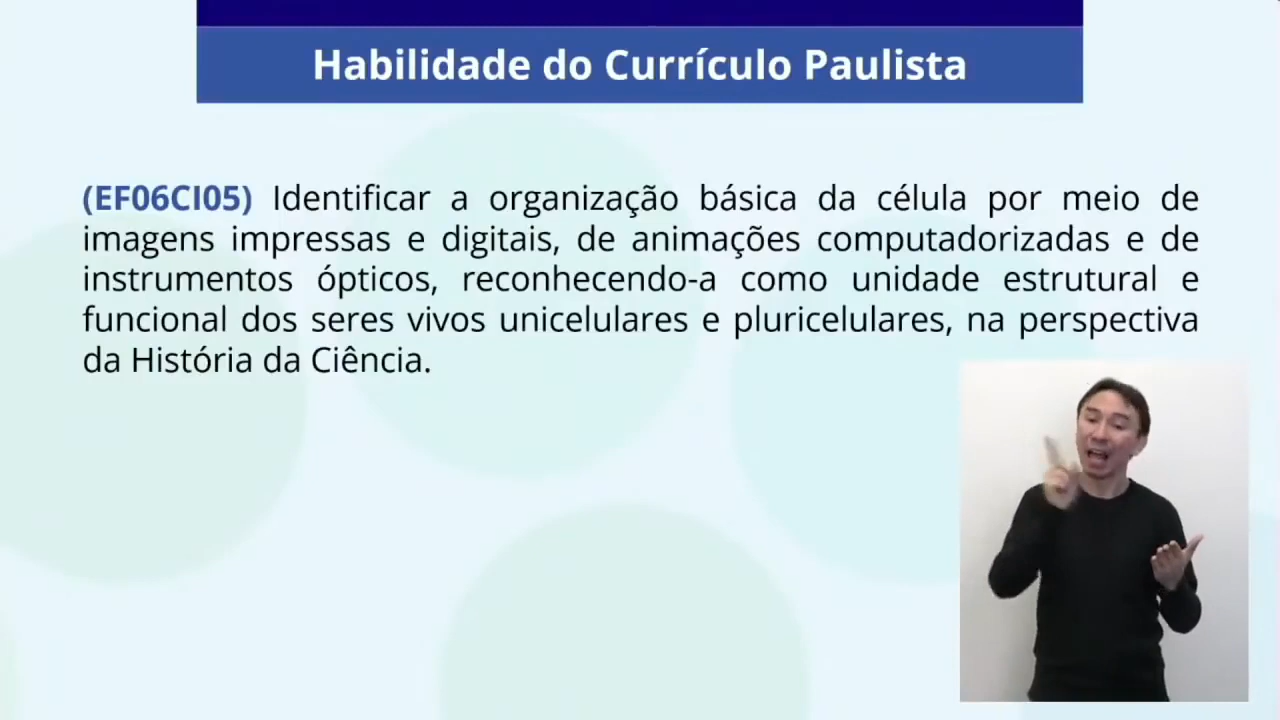 Habilidade do Currículo Paulista
(EF06CI05) Identificar a organização básica da célula por meio de
imagens impressas e digitais, de animações computadorizadas e de
instrumentos ópticos, reconhecendo-a como unidade estrutural e
funcional dos seres vivos unicelulares e pluricelulares, na perspectiva
da História da Ciência.